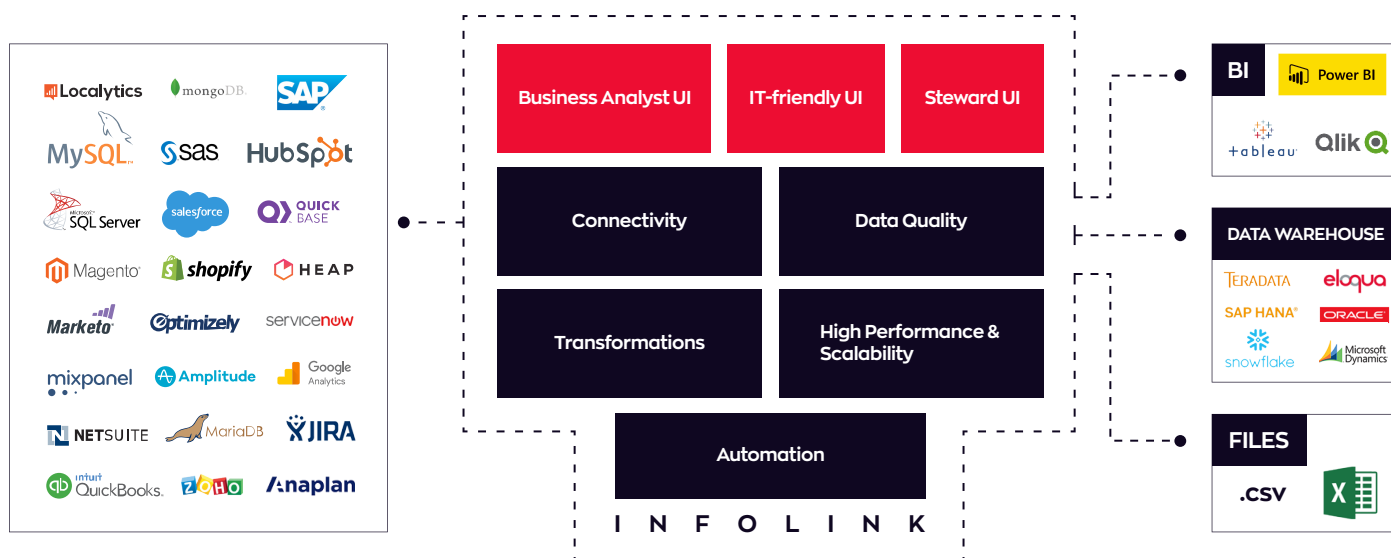 Localytics
mongoDB.
SAP
MySQL
sas
HubSpot
Microsoft
SQL Server
salesforce
QUICK
BASE
Magento
shopify
HEAP
Marketo
Optimizely
servicenow
mixpanel
Amplitude
Google
Analytics
NETSUITE
MariaDB
JIRA
qb
intuit
QuickBooks.
ZOHO
Anaplan
Business Analyst UI
IT-friendly UI
Steward UI
Connectivity
Data Quality
Transformations
High Performance &
Scalability
Automation
INFOLINK
BI
Power BI
+ableau
Qlik
DATA WAREHOUSE
TERADATA
eloqua
SAP HANA®
ORACLE
snowflake
Microsoft
Dynamics
FILES
.csv
X